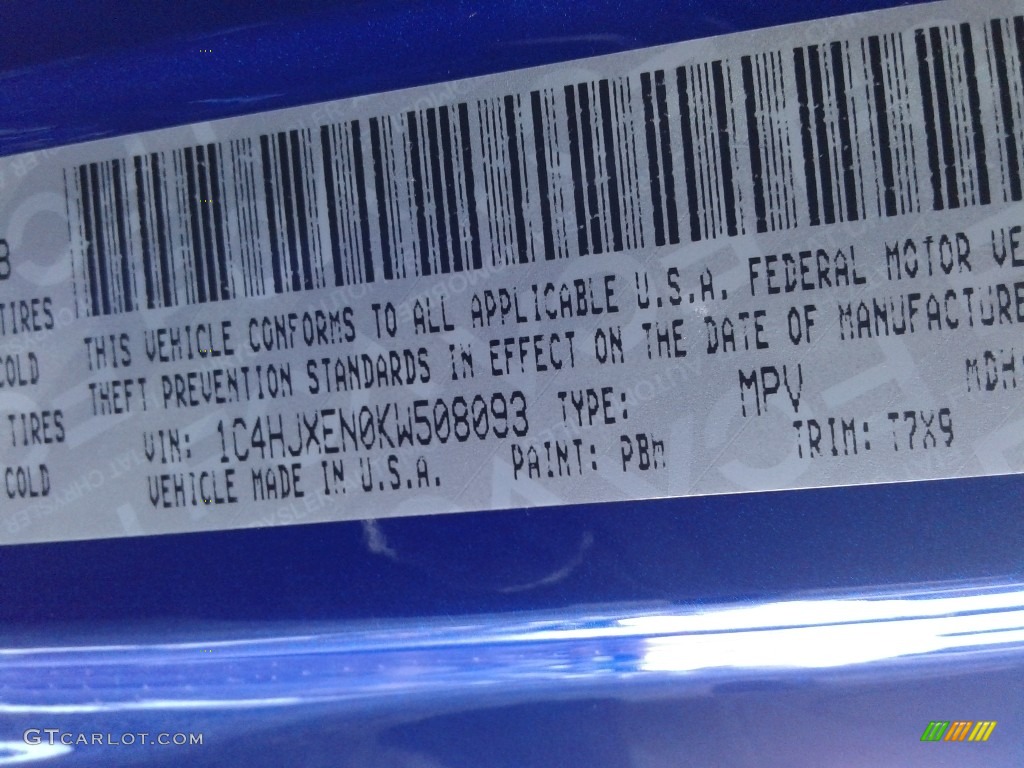 B
TIRES
COLD
TIRES
COLD
THIS VEHICLE CONFORMS TO ALL APPLICABLE U.S.A. FEDERAL MOTOR VE
THEFT PREVENTION STANDARDS IN EFFECT ON THE DATE OF MANUFACTURE
VIN: 1C4HJXEN0KW508093 TYPE: MPV MDH
VEHICLE MADE IN U.S.A. PAINT: PBM TRIM: T7X9
GTCARLOT.COM